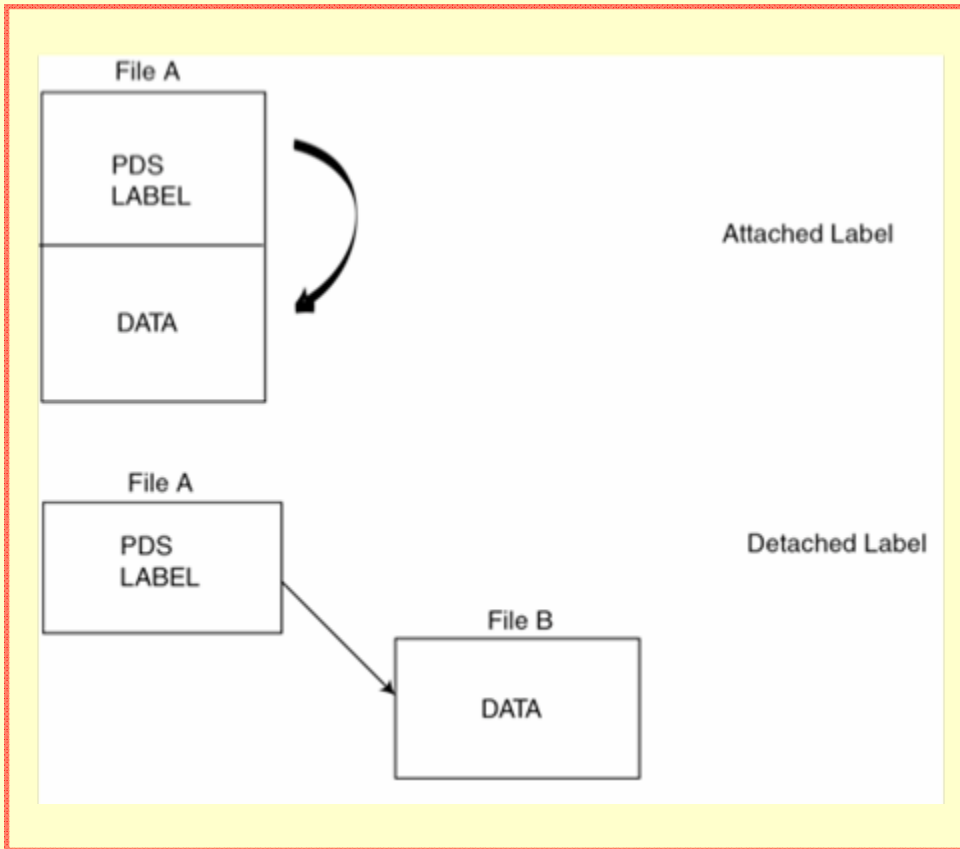 File A
PDS
LABEL
Attached Label
DATA
File A
PDS
LABEL
Detached Label
File B
DATA